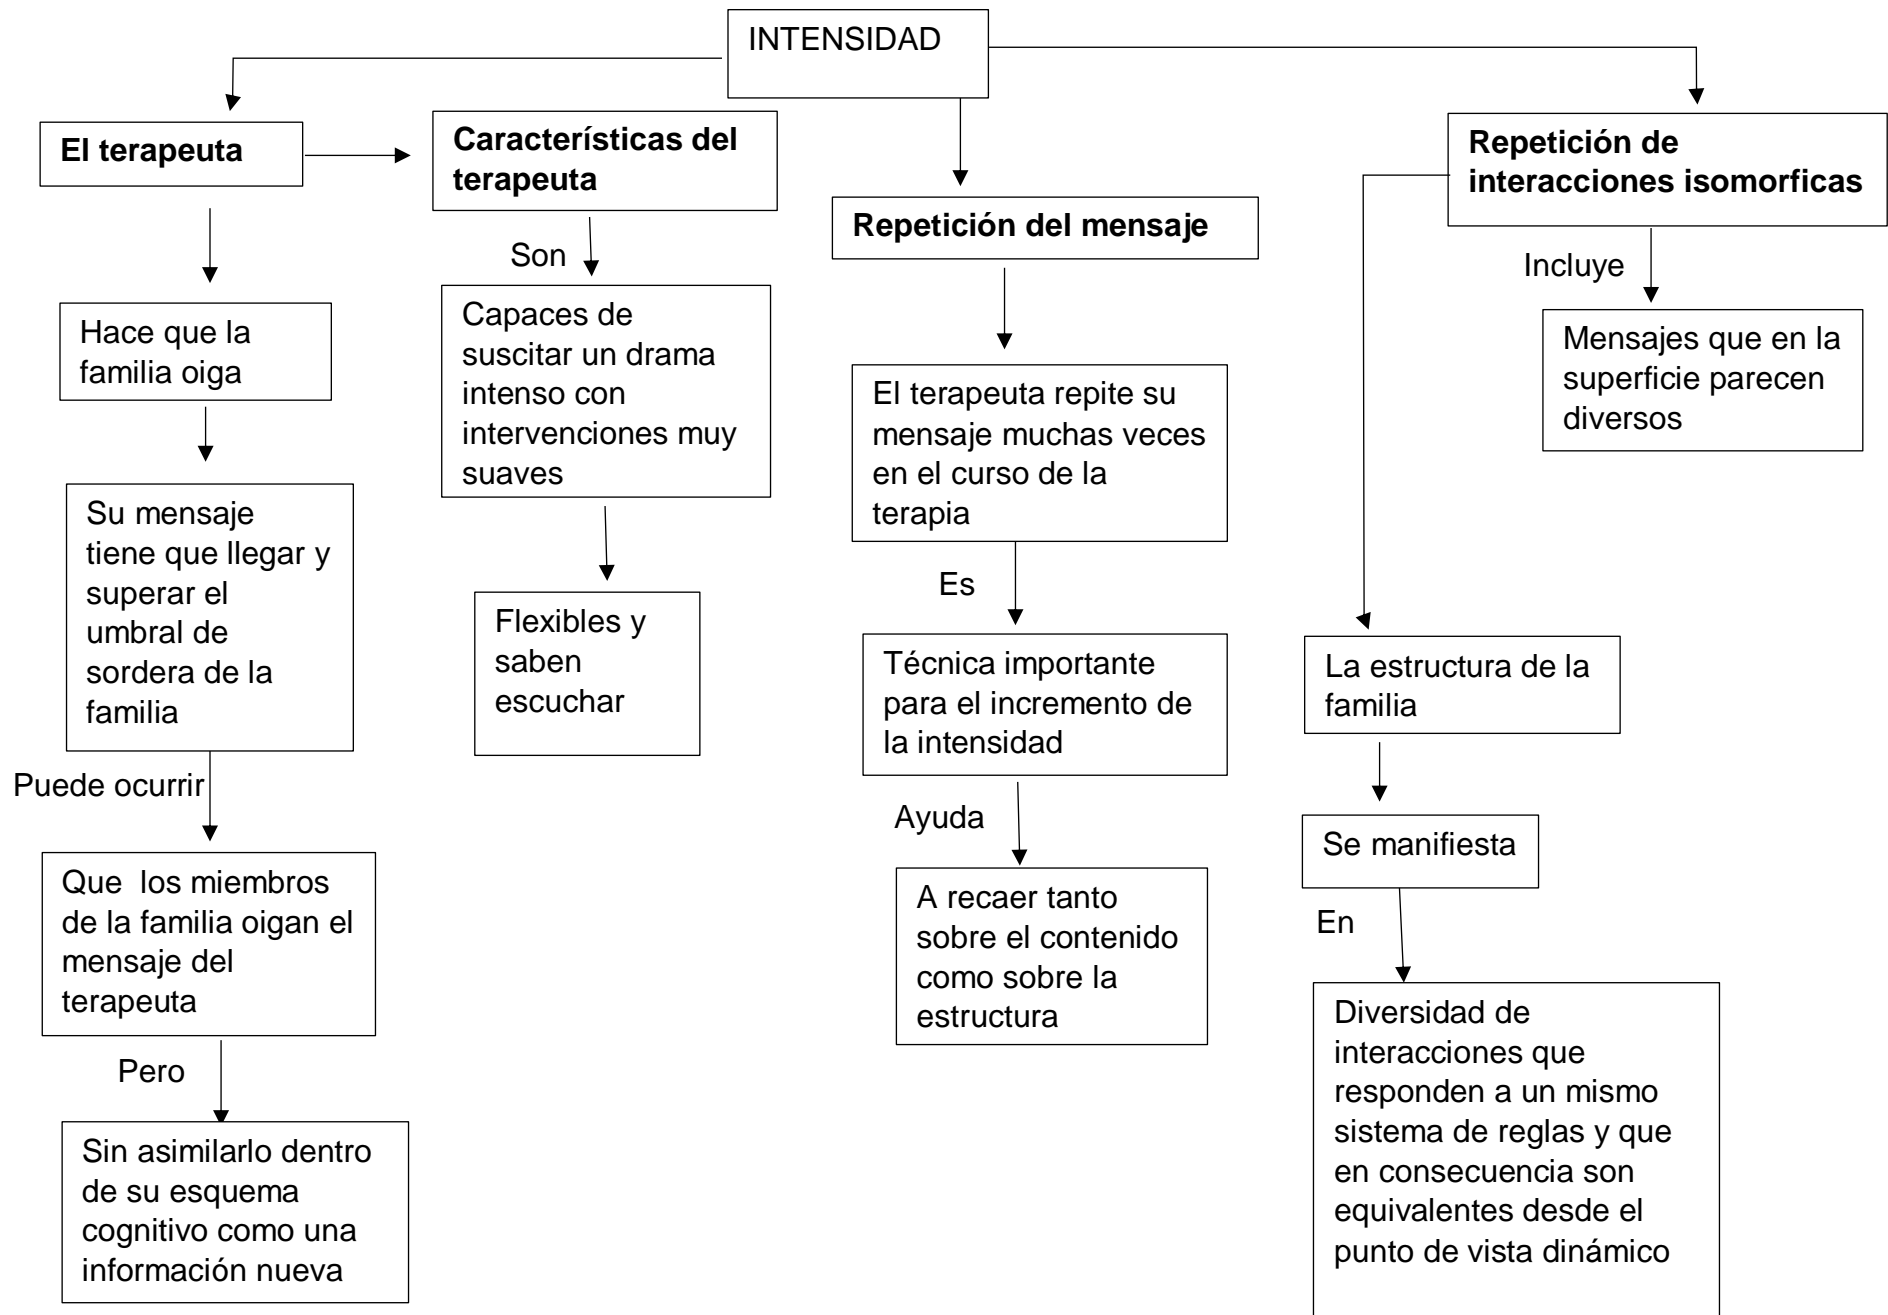 INTENSIDAD
El terapeuta
Hace que la
familia oiga
Su mensaje
tiene que llegar y
superar el
umbral de
sordera de la
familia
Puede ocurrir
Que  los miembros
de la familia oigan el
mensaje del
terapeuta
Pero
Sin asimilarlo dentro
de su esquema
cognitivo como una
información nueva
Características del
terapeuta
Son
Capaces de
suscitar un drama
intenso con
intervenciones muy
suaves
Flexibles y
saben
escuchar
Repetición del mensaje
El terapeuta repite su
mensaje muchas veces
en el curso de la
terapia
Es
Técnica importante
para el incremento de
la intensidad
Ayuda
A recaer tanto
sobre el contenido
como sobre la
estructura
Repetición de
interacciones isomorficas
Incluye
Mensajes que en la
superficie parecen
diversos
La estructura de la
familia
Se manifiesta
En
Diversidad de
interacciones que
responden a un mismo
sistema de reglas y que
en consecuencia son
equivalentes desde el
punto de vista dinámico